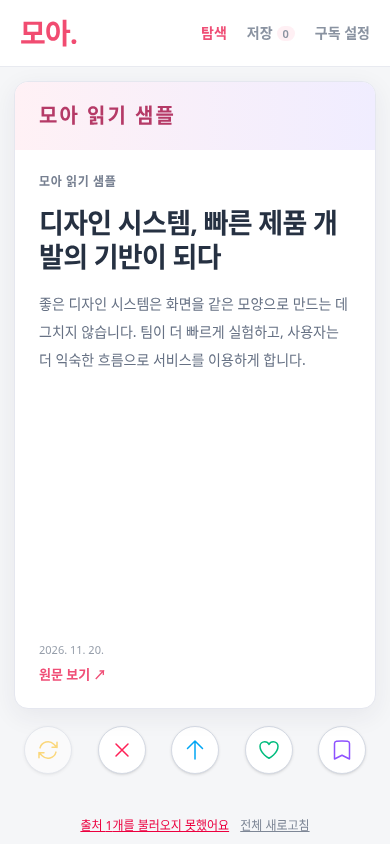 모아.
탐색 저장 0 구독 설정
모아 읽기 샘플
모아 읽기 샘플
디자인 시스템, 빠른 제품 개
발의 기반이 되다
좋은 디자인 시스템은 화면을 같은 모양으로 만드는 데
그치지 않습니다. 팀이 더 빠르게 실험하고, 사용자는
더 익숙한 흐름으로 서비스를 이용하게 합니다.
2026. 11. 20.
원문 보기 ↗
출처 1개를 불러오지 못했어요 전체 새로고침